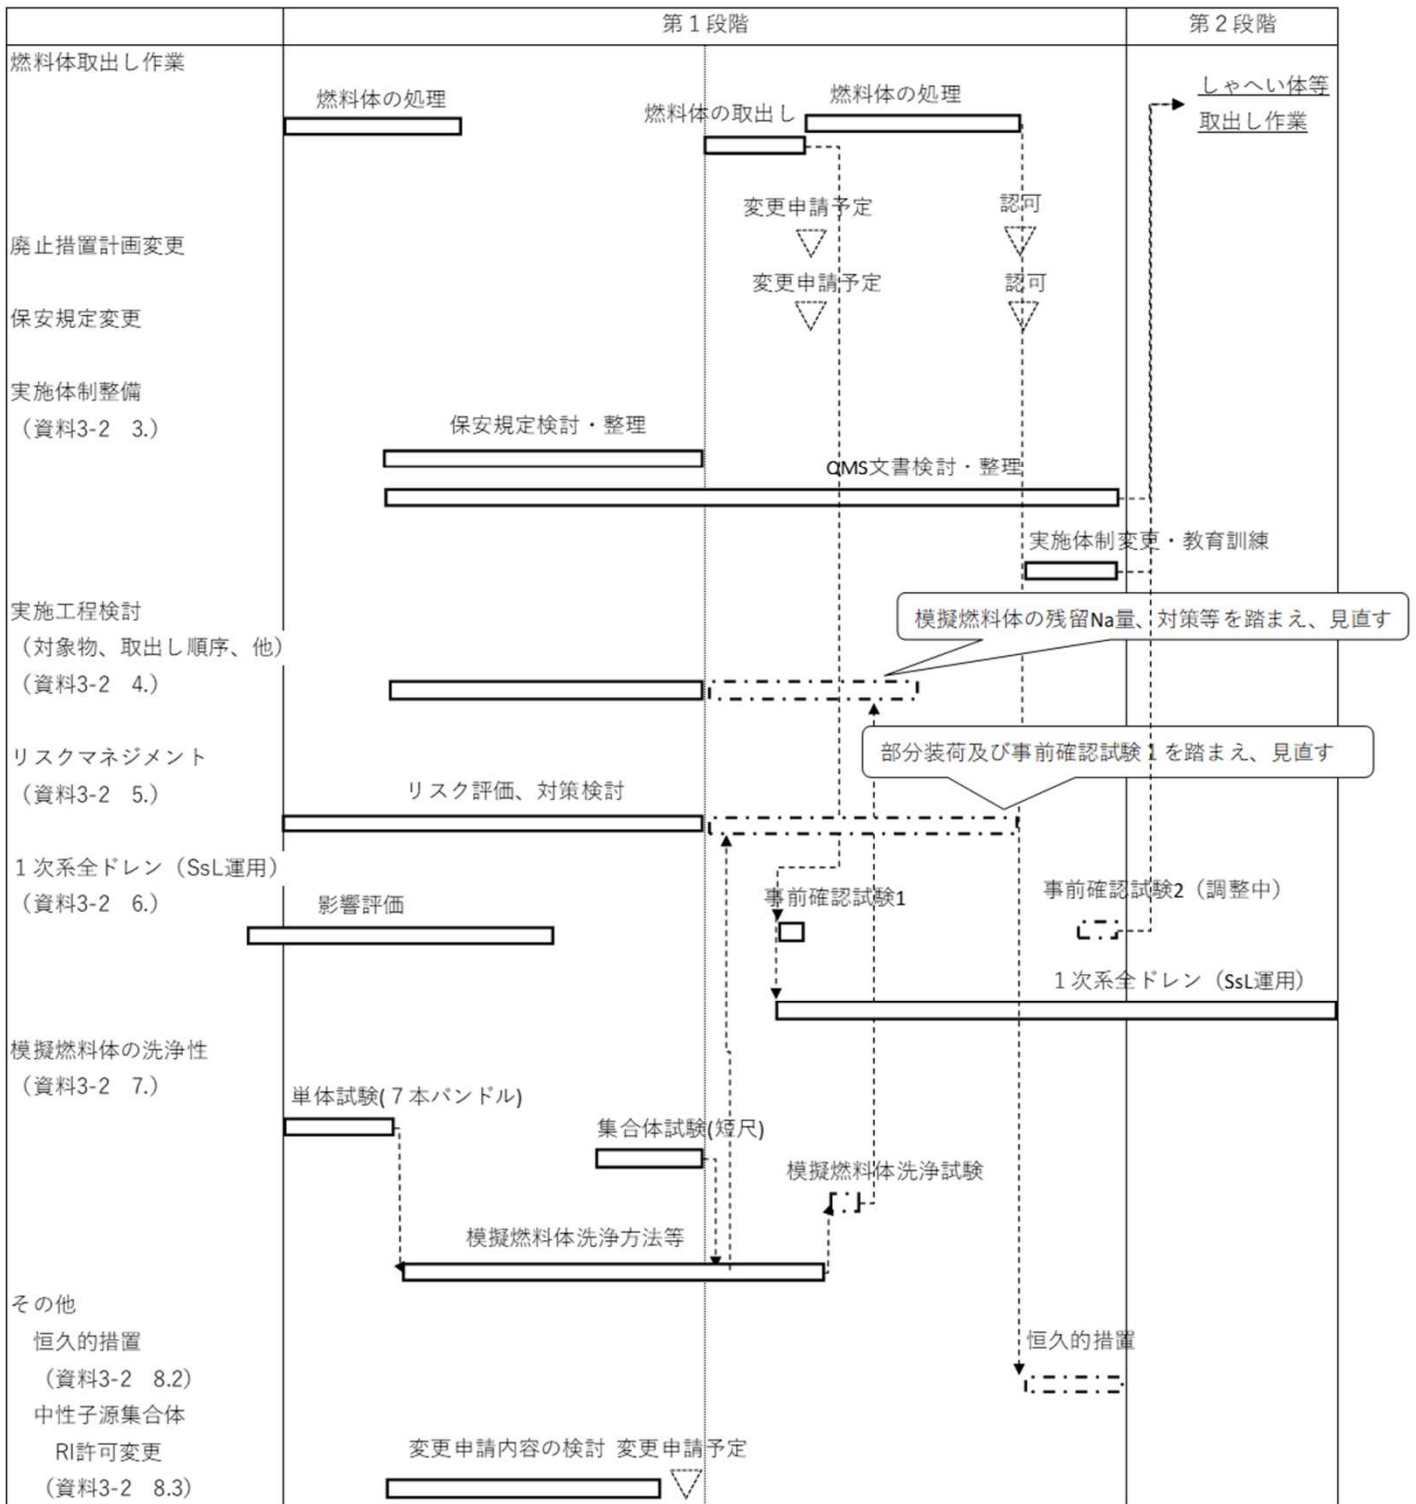 第１段階
第２段階
燃料体取出し作業
燃料体の処理
燃料体の取出し
燃料体の処理
しゃへい体等
取出し作業
変更申請予定
認可
廃止措置計画変更
変更申請予定
認可
保安規定変更
実施体制整備
（資料3-2　3.）
保安規定検討・整理
QMS文書検討・整理
実施体制変更・教育訓練
実施工程検討
（対象物、取出し順序、他）
（資料3-2　4.）
模擬燃料体の残留Na量、対策等を踏まえ、見直す
リスクマネジメント
（資料3-2　5.）
リスク評価、対策検討
部分装荷及び事前確認試験１を踏まえ、見直す
１次系全ドレン（SsL運用）
（資料3-2　6.）
影響評価
事前確認試験1
事前確認試験2（調整中）
１次系全ドレン（SsL運用）
模擬燃料体の洗浄性
（資料3-2　7.）
単体試験(７本バンドル)
集合体試験(短尺)
模擬燃料体洗浄試験
模擬燃料体洗浄方法等
その他
恒久的措置
（資料3-2　8.2）
恒久的措置
中性子源集合体
RI許可変更
（資料3-2　8.3）
変更申請内容の検討
変更申請予定